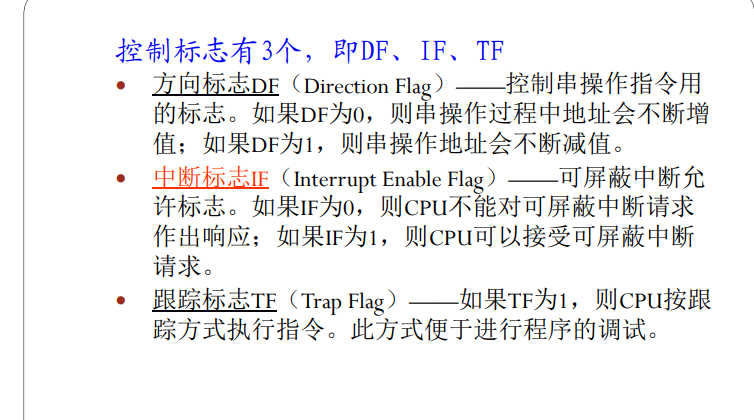 控制标志有3个，即DF、IF、TF
• 方向标志DF（Direction Flag）——控制串操作指令用
的标志。如果DF为0，则串操作过程中地址会不断增
值；如果DF为1，则串操作地址会不断减值。
• 中断标志IF（Interrupt Enable Flag）——可屏蔽中断允
许标志。如果IF为0，则CPU不能对可屏蔽中断请求
作出响应；如果IF为1，则CPU可以接受可屏蔽中断
请求。
• 跟踪标志TF（Trap Flag）——如果TF为1，则CPU按跟
踪方式执行指令。此方式便于进行程序的调试。